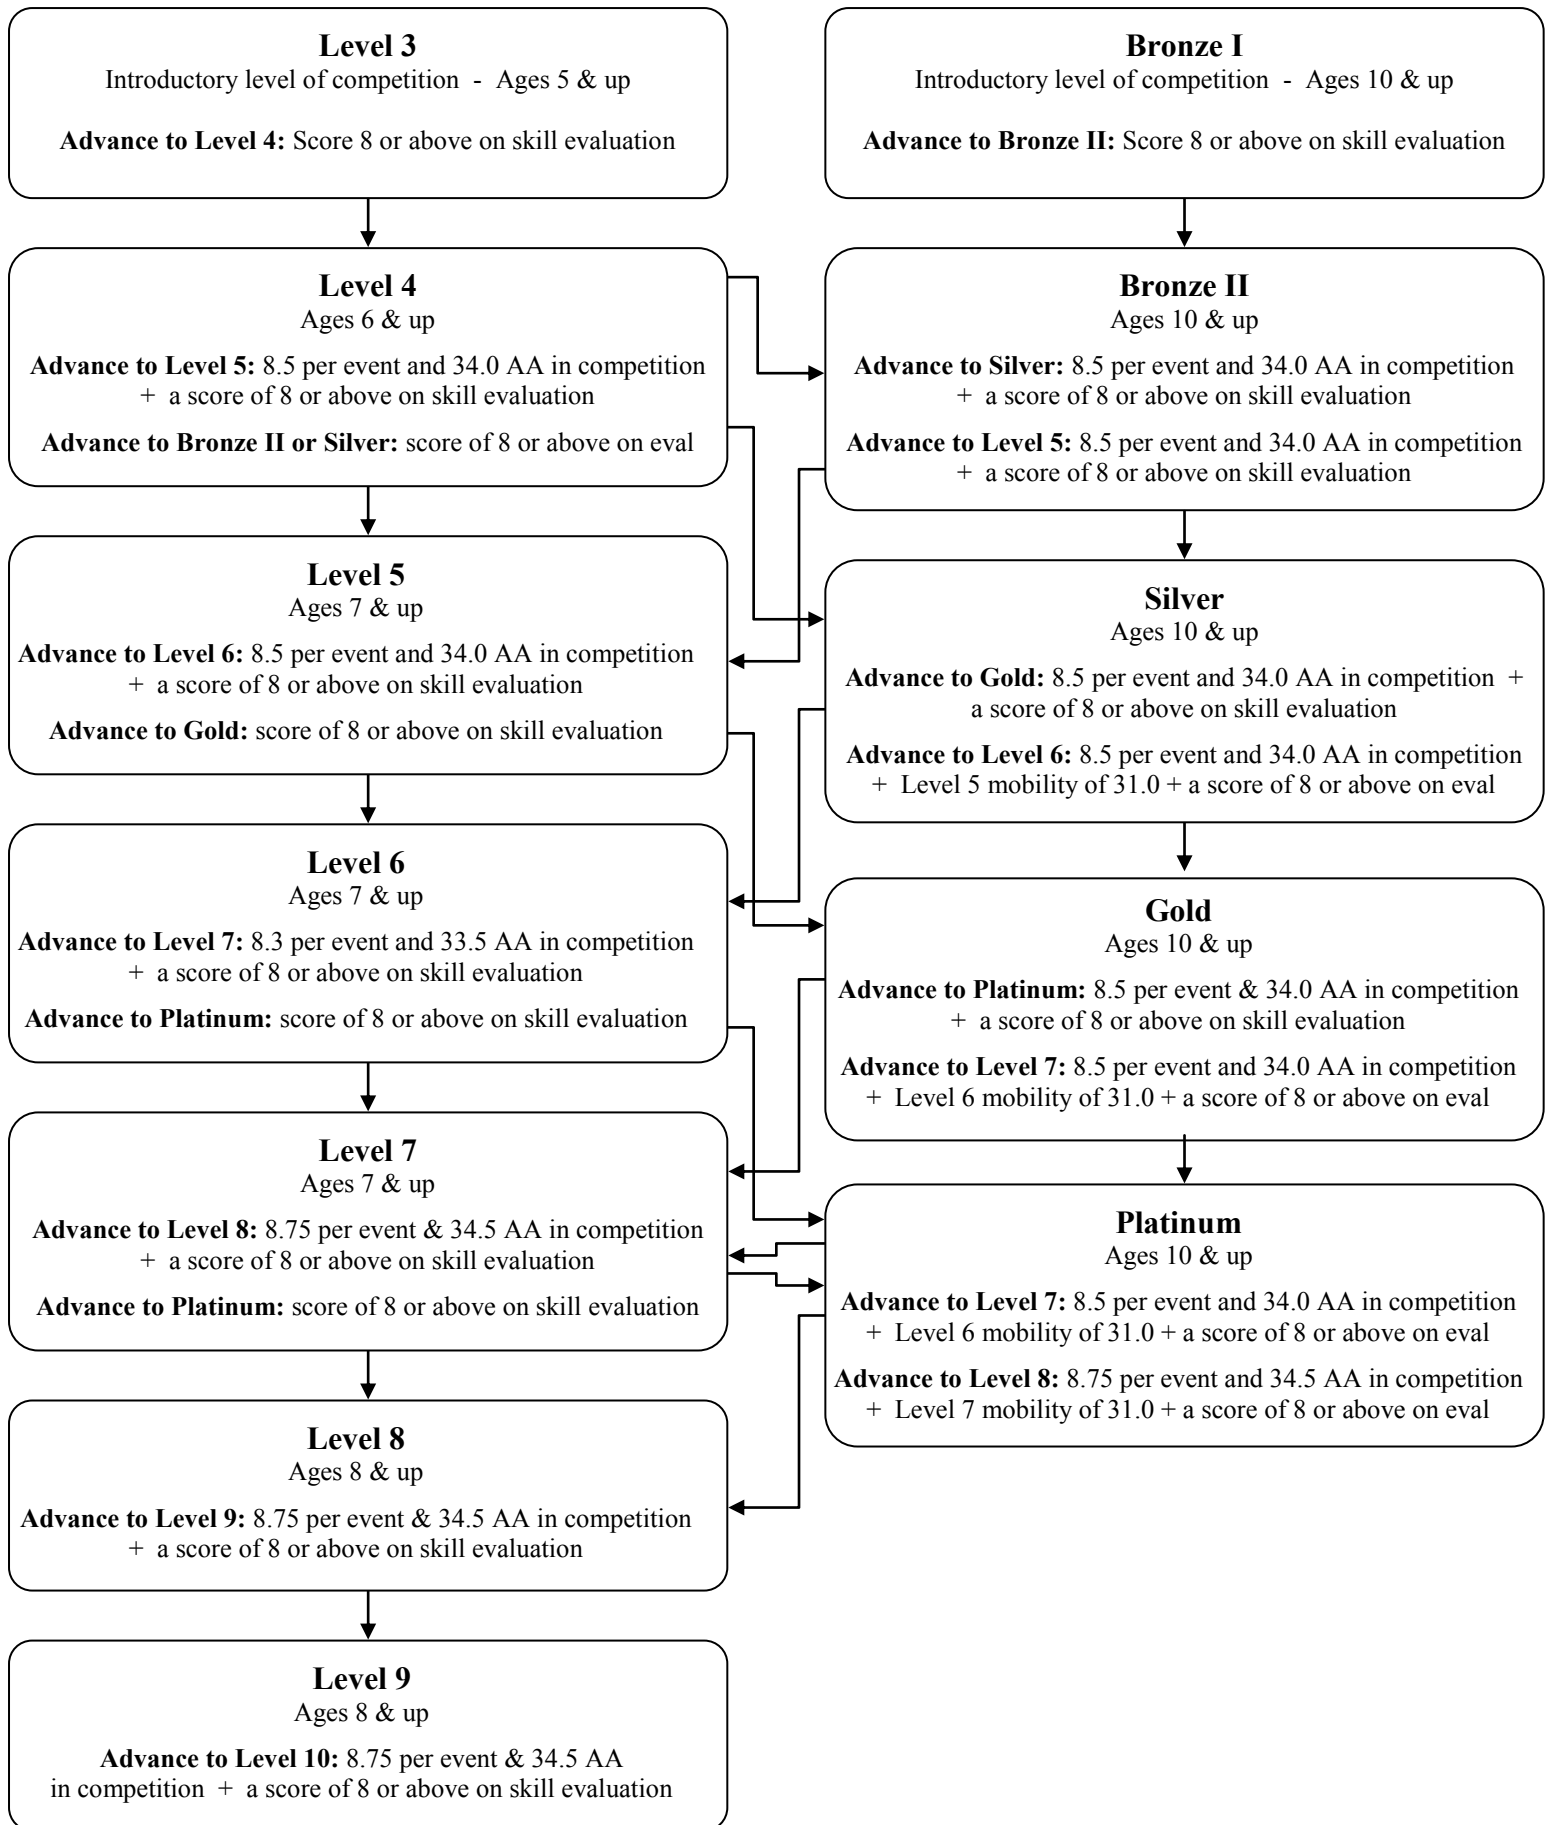 Level 3
Introductory level of competition - Ages 5 & up
Advance to Level 4: Score 8 or above on skill evaluation
Level 4
Ages 6 & up
Advance to Level 5: 8.5 per event and 34.0 AA in competition
+ a score of 8 or above on skill evaluation
Advance to Bronze II or Silver: score of 8 or above on eval
Level 5
Ages 7 & up
Advance to Level 6: 8.5 per event and 34.0 AA in competition
+ a score of 8 or above on skill evaluation
Advance to Gold: score of 8 or above on skill evaluation
Level 6
Ages 7 & up
Advance to Level 7: 8.3 per event and 33.5 AA in competition
+ a score of 8 or above on skill evaluation
Advance to Platinum: score of 8 or above on skill evaluation
Level 7
Ages 7 & up
Advance to Level 8: 8.75 per event & 34.5 AA in competition
+ a score of 8 or above on skill evaluation
Advance to Platinum: score of 8 or above on skill evaluation
Level 8
Ages 8 & up
Advance to Level 9: 8.75 per event & 34.5 AA in competition
+ a score of 8 or above on skill evaluation
Level 9
Ages 8 & up
Advance to Level 10: 8.75 per event & 34.5 AA
in competition + a score of 8 or above on skill evaluation
Bronze I
Introductory level of competition - Ages 10 & up
Advance to Bronze II: Score 8 or above on skill evaluation
Bronze II
Ages 10 & up
Advance to Silver: 8.5 per event and 34.0 AA in competition
+ a score of 8 or above on skill evaluation
Advance to Level 5: 8.5 per event and 34.0 AA in competition
+ a score of 8 or above on skill evaluation
Silver
Ages 10 & up
Advance to Gold: 8.5 per event and 34.0 AA in competition +
a score of 8 or above on skill evaluation
Advance to Level 6: 8.5 per event and 34.0 AA in competition
+ Level 5 mobility of 31.0 + a score of 8 or above on eval
Gold
Ages 10 & up
Advance to Platinum: 8.5 per event & 34.0 AA in competition
+ a score of 8 or above on skill evaluation
Advance to Level 7: 8.5 per event and 34.0 AA in competition
+ Level 6 mobility of 31.0 + a score of 8 or above on eval
Platinum
Ages 10 & up
Advance to Level 7: 8.5 per event and 34.0 AA in competition
+ Level 6 mobility of 31.0 + a score of 8 or above on eval
Advance to Level 8: 8.75 per event and 34.5 AA in competition
+ Level 7 mobility of 31.0 + a score of 8 or above on eval